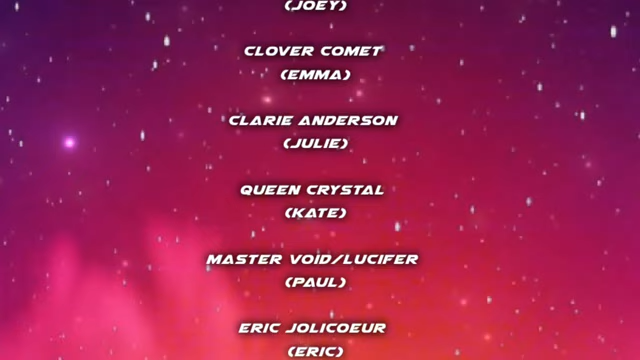 (JOEY)
CLOVER COMET
(EMMA)
CLARIE ANDERSON
(JULIE)
QUEEN CRYSTAL
(KATE)
MASTER VOID/LUCIFER
(PAUL)
ERIC JOLICOEUR
(ERIC)